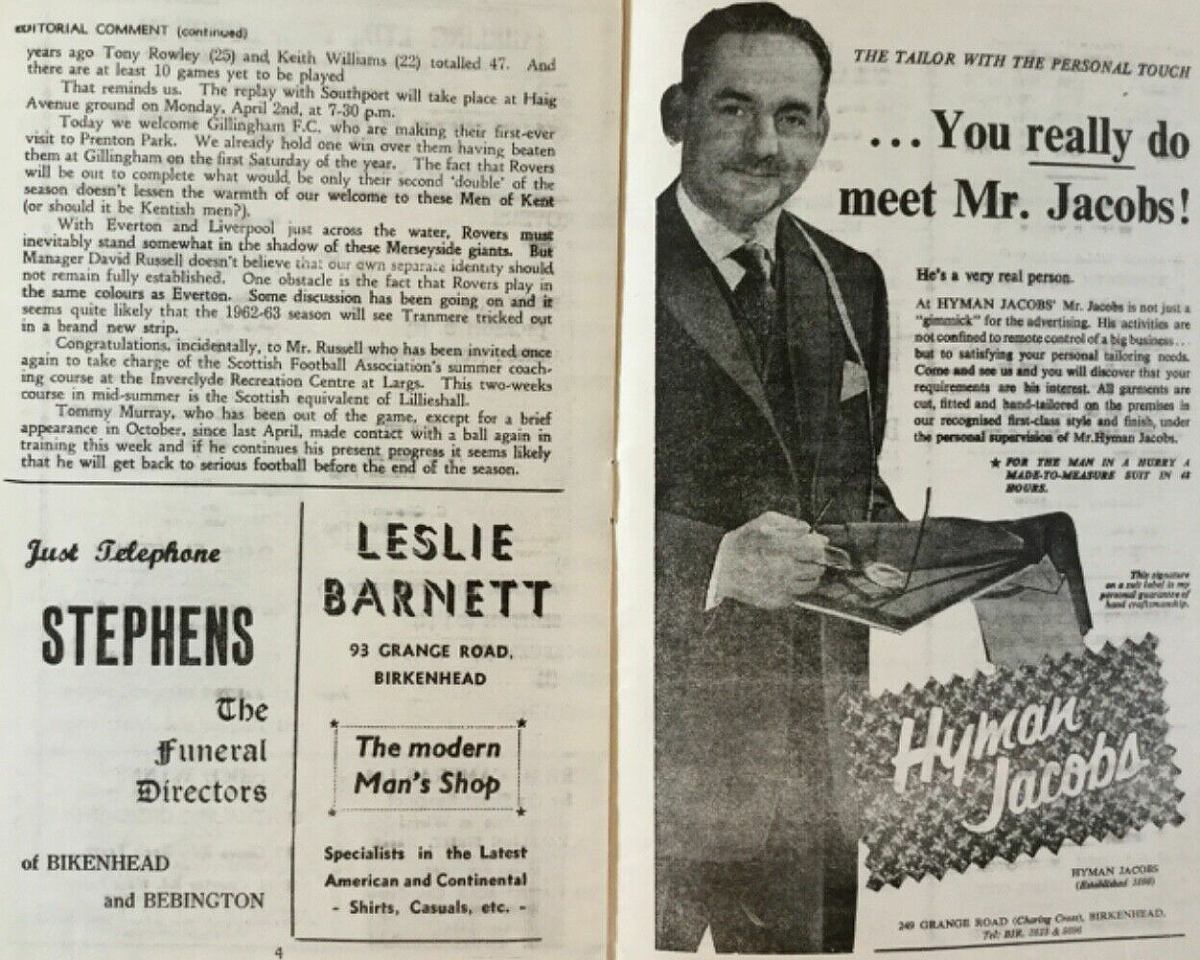 EDITORIAL COMMENT (continued)
years ago Tony Rowley (25) and Keith Williams (22) totalled 47. And
there are at least 10 games yet to be played
That reminds us. The replay with Southport will take place at Haig
Avenue ground on Monday, April 2nd, at 7-30 p.m.
Today we welcome Gillingham F.C. who are making their first-ever
visit to Prenton Park. We already hold one win over them having beaten
them at Gillingham on the first Saturday of the year. The fact that Rovers
will be out to complete what would be only their second 'double' of the
season doesn't lessen the warmth of our welcome to these Men of Kent
(or should it be Kentish men?).
With Everton and Liverpool just across the water, Rovers must
inevitably stand somewhat in the shadow of these Merseyside giants. But
Manager David Russell doesn't believe that our own separate identity should
not remain fully established. One obstacle is the fact that Rovers play in
the same colours as Everton. Some discussion has been going on and it
seems quite likely that the 1962-63 season will see Tranmere tricked out
in a brand new strip.
Congratulations, incidentally, to Mr. Russell who has been invited once
again to take charge of the Scottish Football Association's summer coach-
ing course at the Inverclyde Recreation Centre at Largs. This two-weeks
course in mid-summer is the Scottish equivalent of Lillieshall.
Tommy Murray, who has been out of the game, except for a brief
appearance in October, since last April, made contact with a ball again in
training this week and if he continues his present progress it seems likely
that he will get back to serious football before the end of the season.
Just Telephone
STEPHENS
The
Funeral
Directors
of BIKENHEAD
and BEBINGTON
LESLIE
BARNETT
93 GRANGE ROAD,
BIRKENHEAD
The modern
Man's Shop
Specialists in the Latest
American and Continental
- Shirts, Casuals, etc. -
4
THE TAILOR WITH THE PERSONAL TOUCH
... You really do
meet Mr. Jacobs!
He's a very real person.
At HYMAN JACOBS' Mr. Jacobs is not just a
"gimmick" for the advertising. His activities are
not confined to remote control of a big business...
but to satisfying your personal tailoring needs.
Come and see us and you will discover that your
requirements are his interest. All garments are
cut, fitted and hand-tailored on the premises in
our recognised first-class style and finish, under
the personal supervision of Mr. Hyman Jacobs.
★ FOR THE MAN IN A HURRY A
MADE-TO-MEASURE SUIT IN 48
HOURS.
This signature
on a suit label is my
personal guarantee of
hand craftsmanship.
Hyman
Jacobs
HYMAN JACOBS
(Established
249 GRANGE ROAD (Charing Cross), BIRKENHEAD.
Tel: BIR.